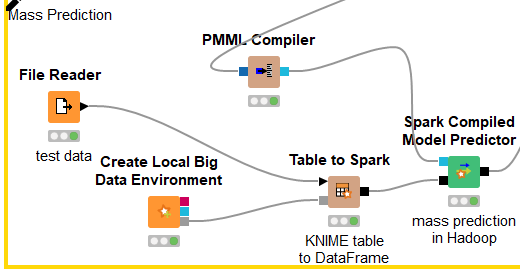 Mass Prediction
PMML Compiler
File Reader
test data
Spark Compiled
Model Predictor
Create Local Big
Data Environment
Table to Spark
mass prediction
in Hadoop
KNIME table
to DataFrame